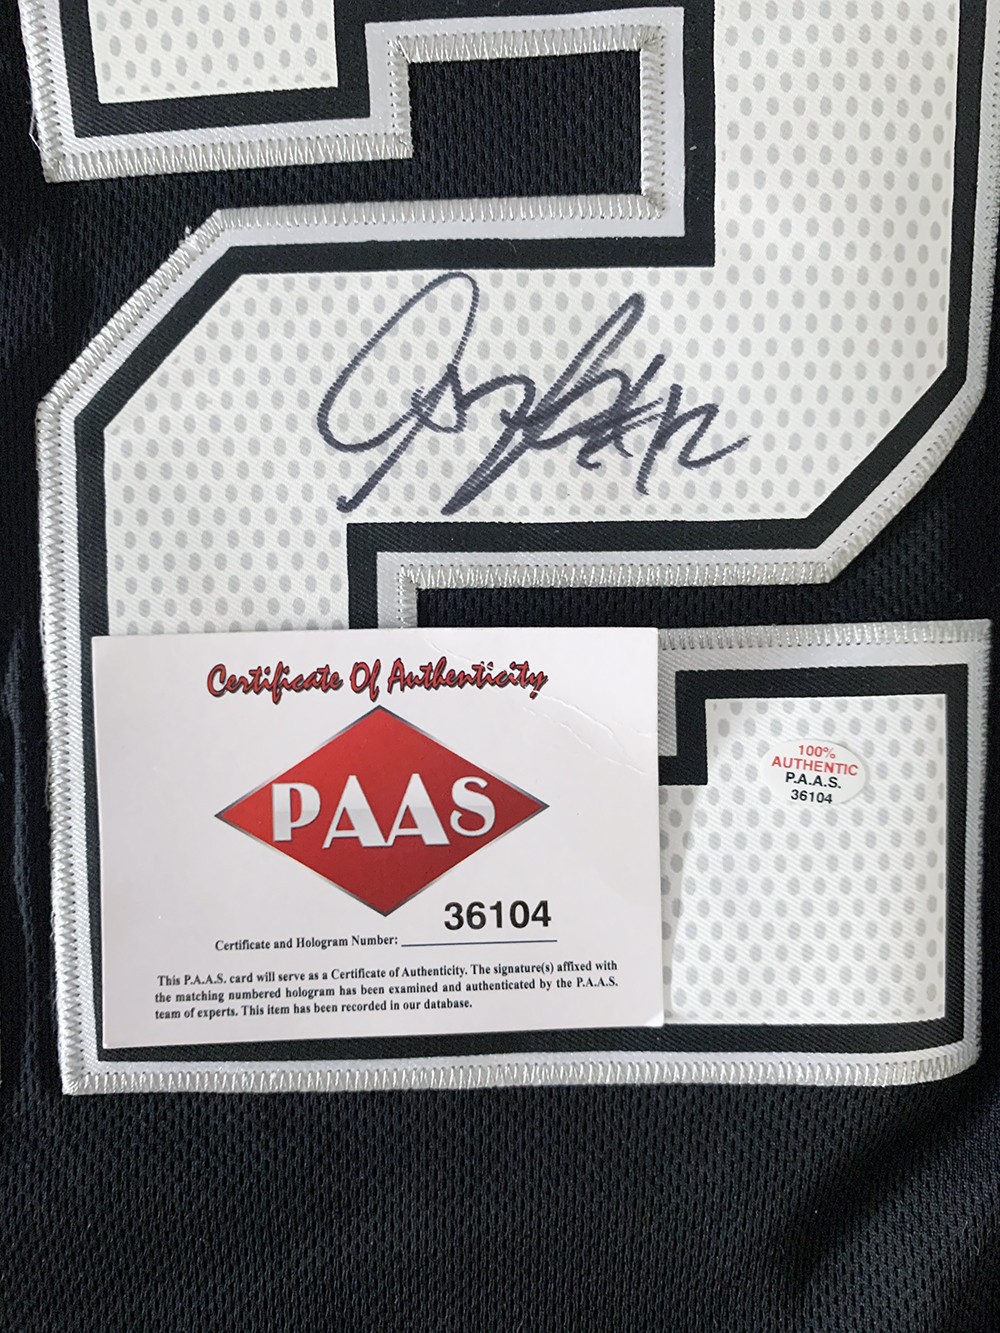 Certificate Of Authenticity
PAAS
36104
Certificate and Hologram Number:
This P.A.A.S. card will serve as a Certificate of Authenticity. The signature(s) affixed with
the matching numbered hologram has been examined and authenticated by the P.A.A.S.
team of experts. This item has been recorded in our database.
100%
AUTHENTIC
P.A.A.S.
36104